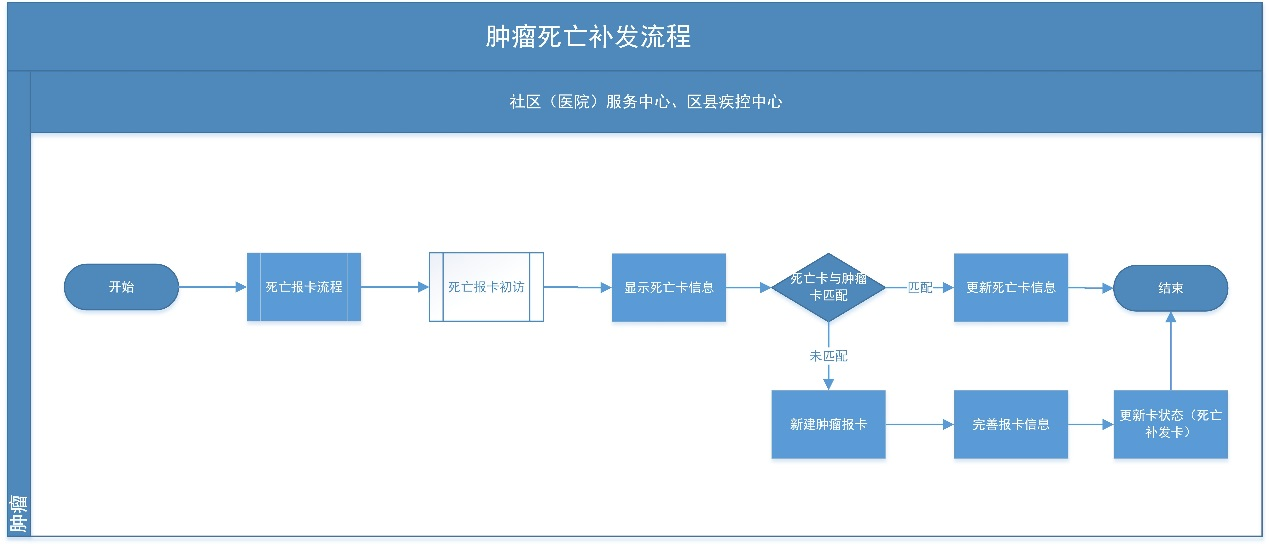 肿瘤死亡补发流程
社区（医院）服务中心、区县疾控中心
开始
死亡报卡流程
死亡报卡初访
显示死亡卡信息
死亡卡与肿瘤
卡匹配
匹配
更新死亡卡信息
结束
未匹配
新建肿瘤报卡
完善报卡信息
更新卡状态（死亡
补发卡）
肿瘤